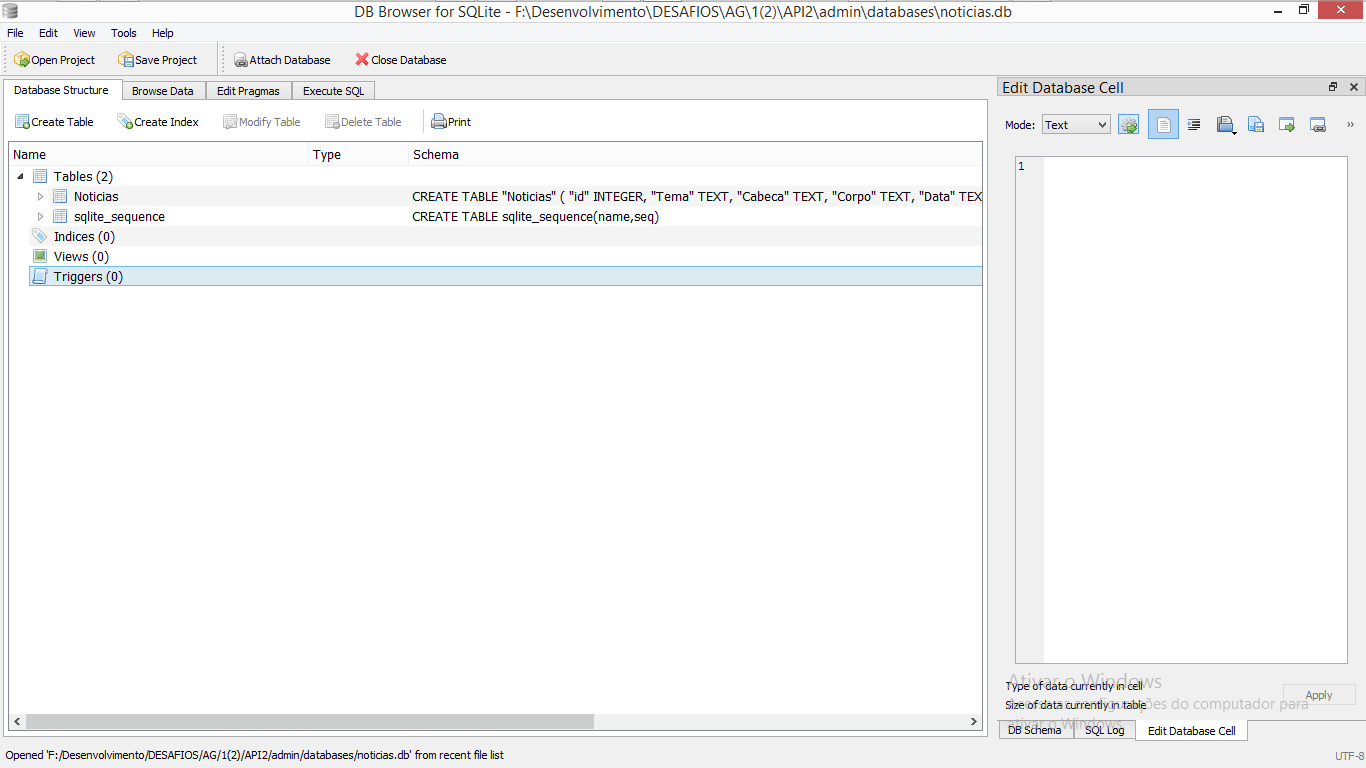 DB Browser for SQLite - F:\Desenvolvimento\DESAFIOS\AG\1(2)\API2\admin\databases\noticias.db
File Edit View Tools Help
Open Project Save Project Attach Database Close Database
Database Structure Browse Data Edit Pragmas Execute SQL
Create Table Create Index Modify Table Delete Table Print
Name Type Schema
Tables (2)
Noticias CREATE TABLE "Noticias" ( "id" INTEGER, "Tema" TEXT, "Cabeca" TEXT, "Corpo" TEXT, "Data" TEX
sqlite_sequence CREATE TABLE sqlite_sequence(name,seq)
Indices (0)
Views (0)
Triggers (0)
Edit Database Cell
Mode: Text
1
Ativar o Windows
Type of data currently in cell
Size of data currently in table
ções do computador para
ativar o Windows.
Apply
DB Schema SQL Log Edit Database Cell
Opened 'F:/Desenvolvimento/DESAFIOS/AG/1(2)/API2/admin/databases/noticias.db' from recent file list
UTF-8